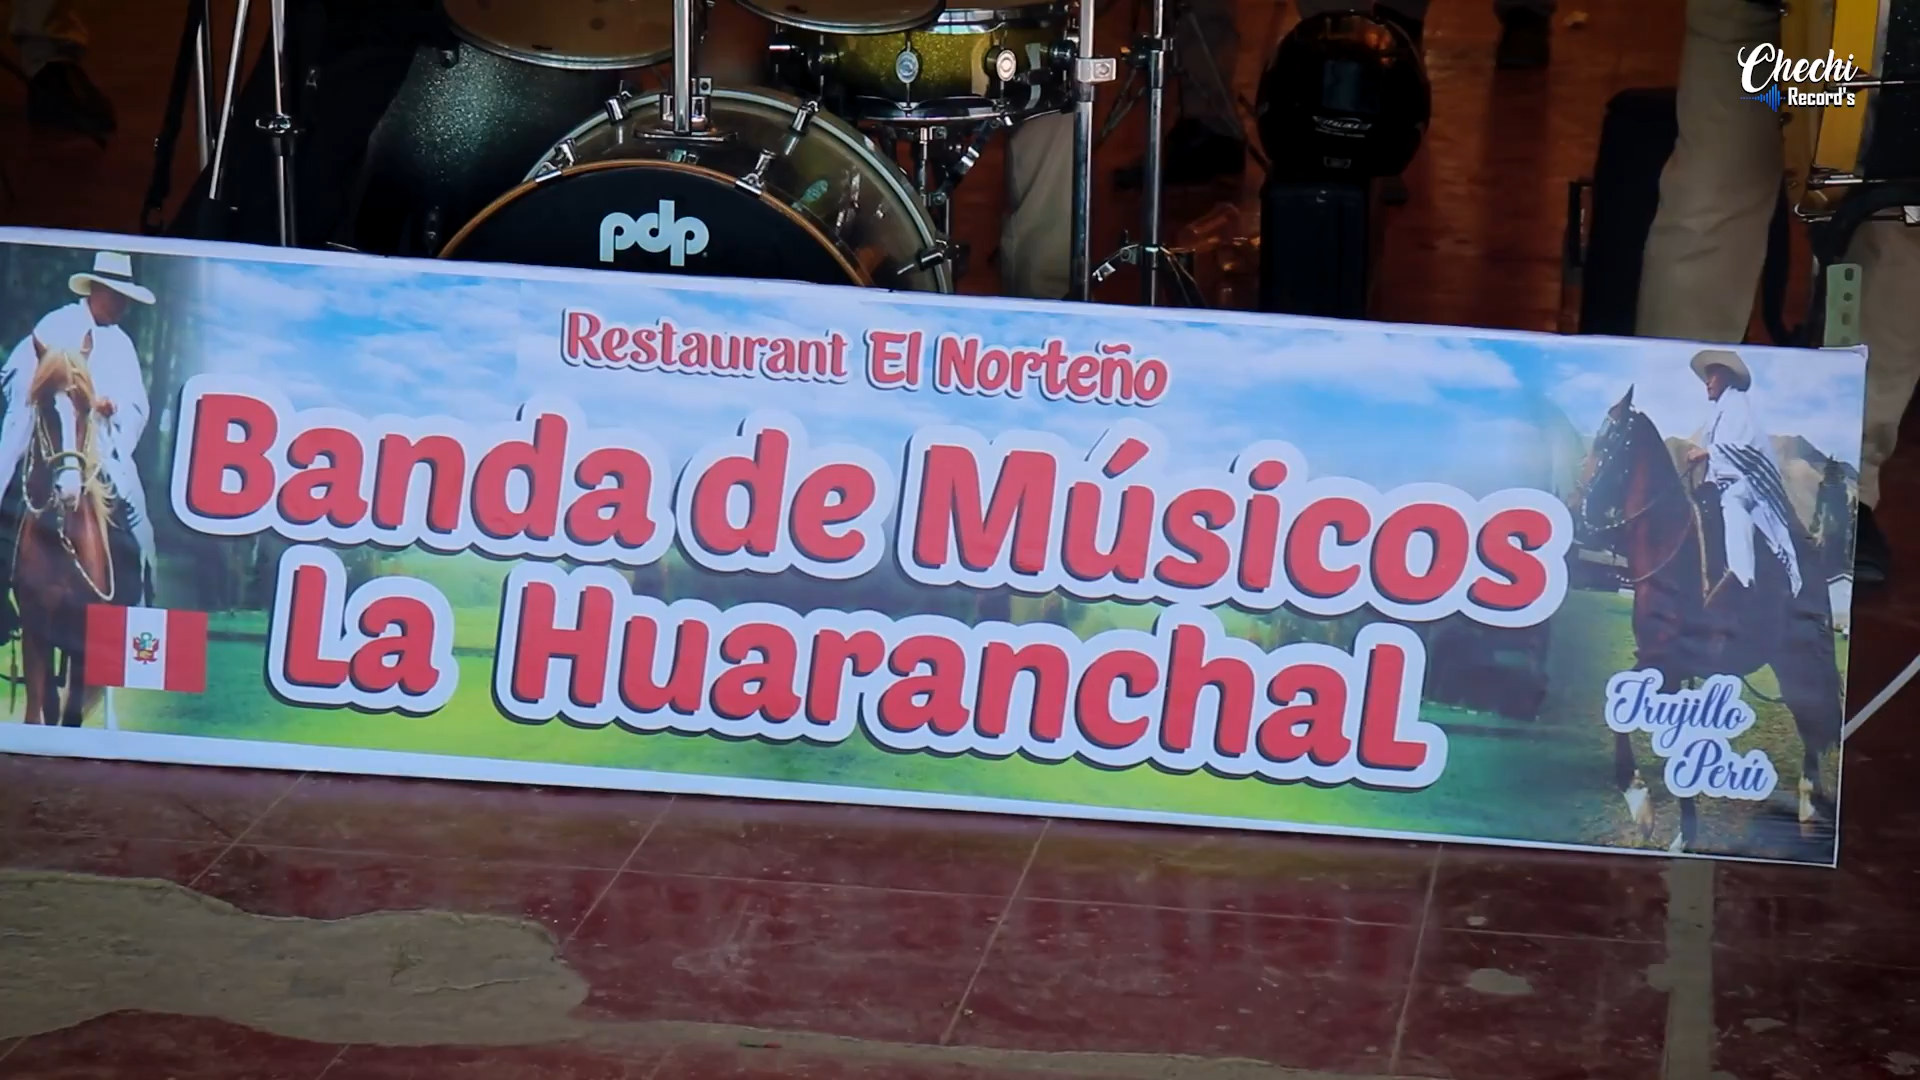 Chechi
Record's
pdp
Restaurant El Norteño
Banda de Músicos
La HuaranchaL
Trujillo
Perú